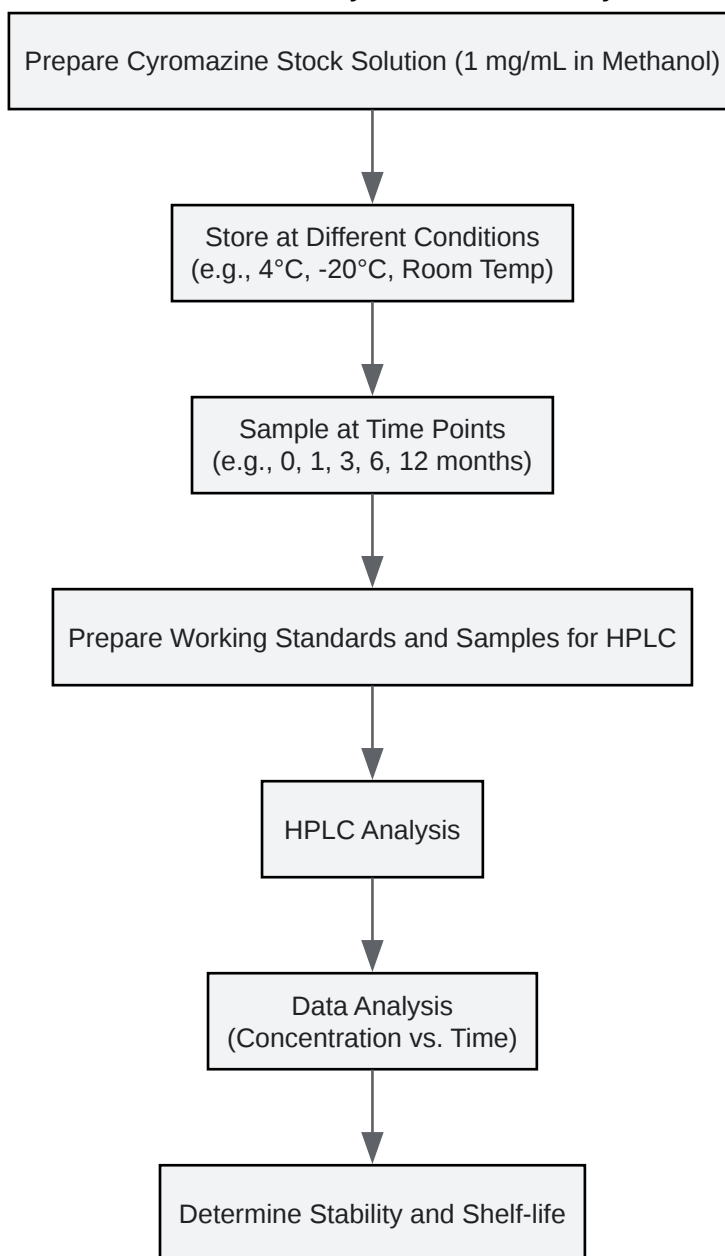 Prepare Cyromazine Stock Solution (1 mg/mL in Methanol)
Store at Different Conditions
(e.g., 4°C, -20°C, Room Temp)
Sample at Time Points
(e.g., 0, 1, 3, 6, 12 months)
Prepare Working Standards and Samples for HPLC
HPLC Analysis
Data Analysis
(Concentration vs. Time)
Determine Stability and Shelf-life